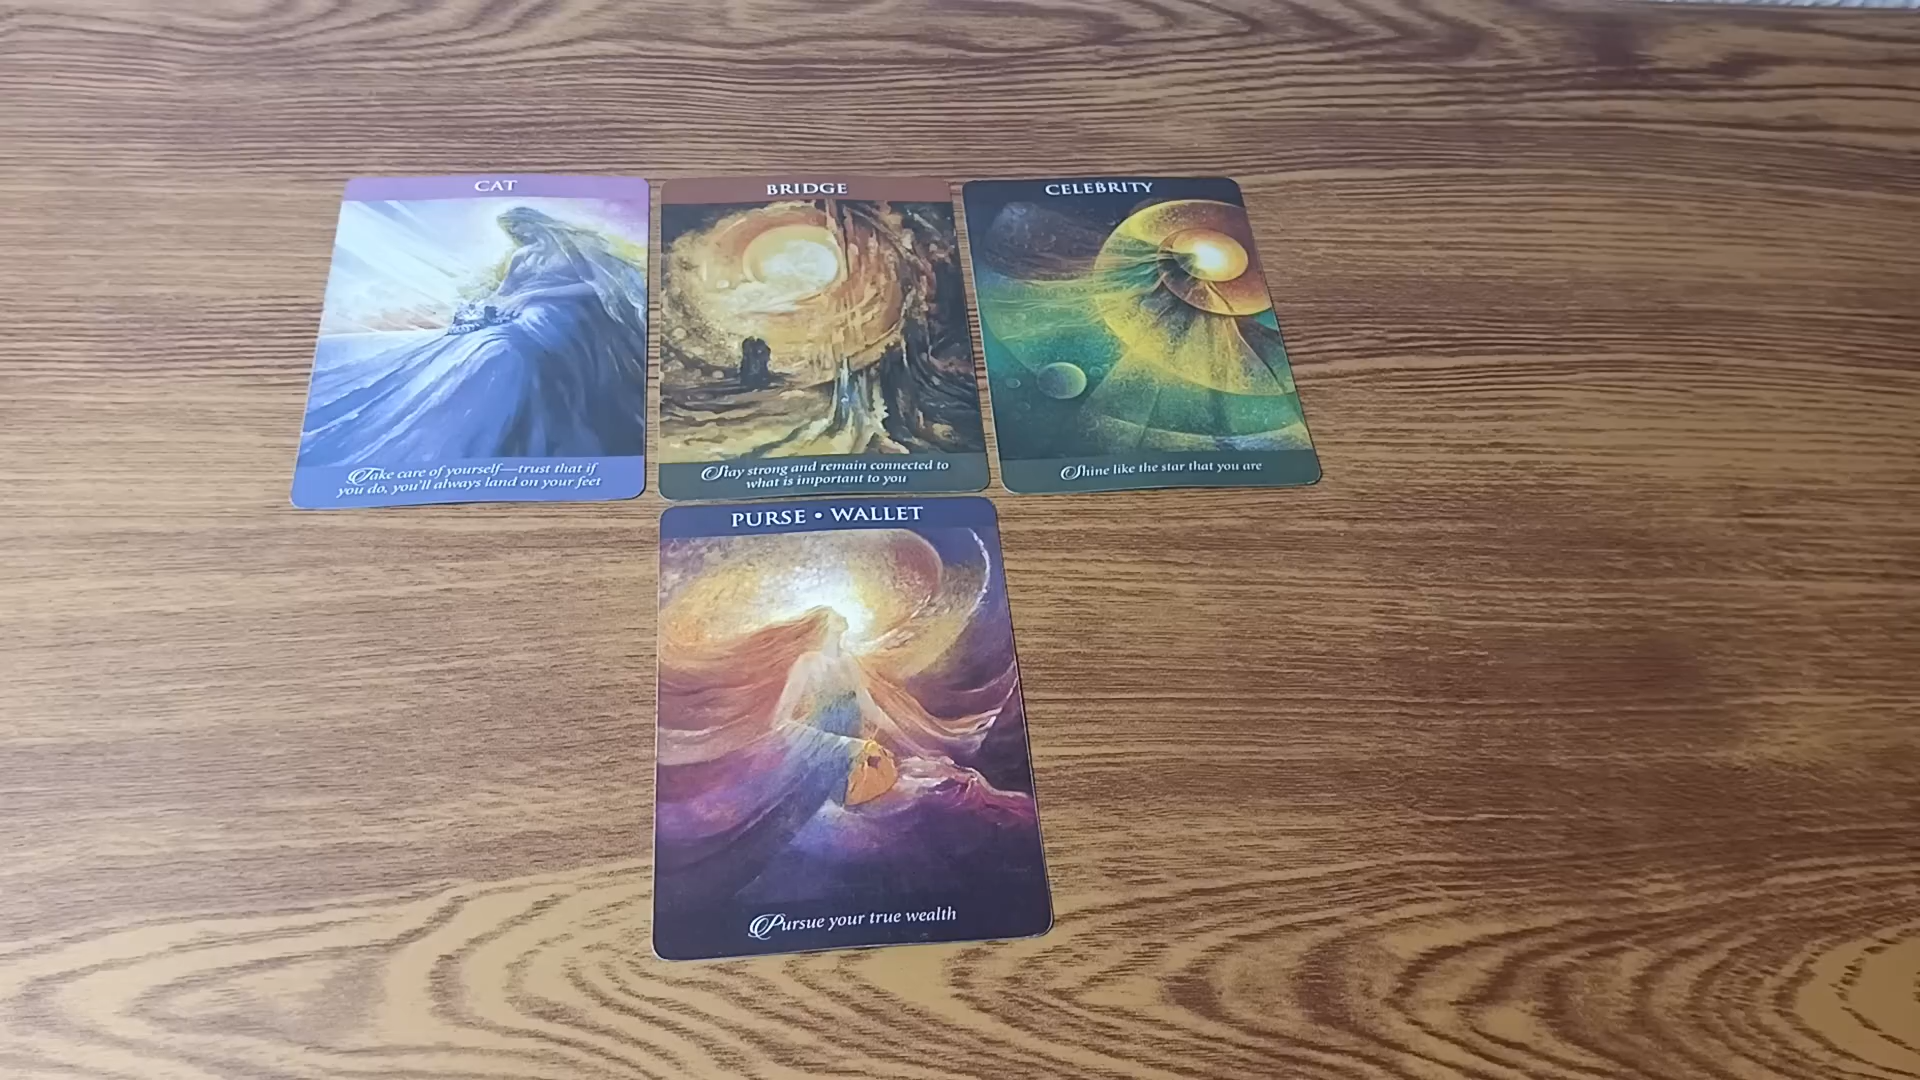 CAT
Take care of yourself—trust that if
you do, you'll always land on your feet
BRIDGE
Stay strong and remain connected to
what is important to you
CELEBRITY
Shine like the star that you are
PURSE • WALLET
Pursue your true wealth